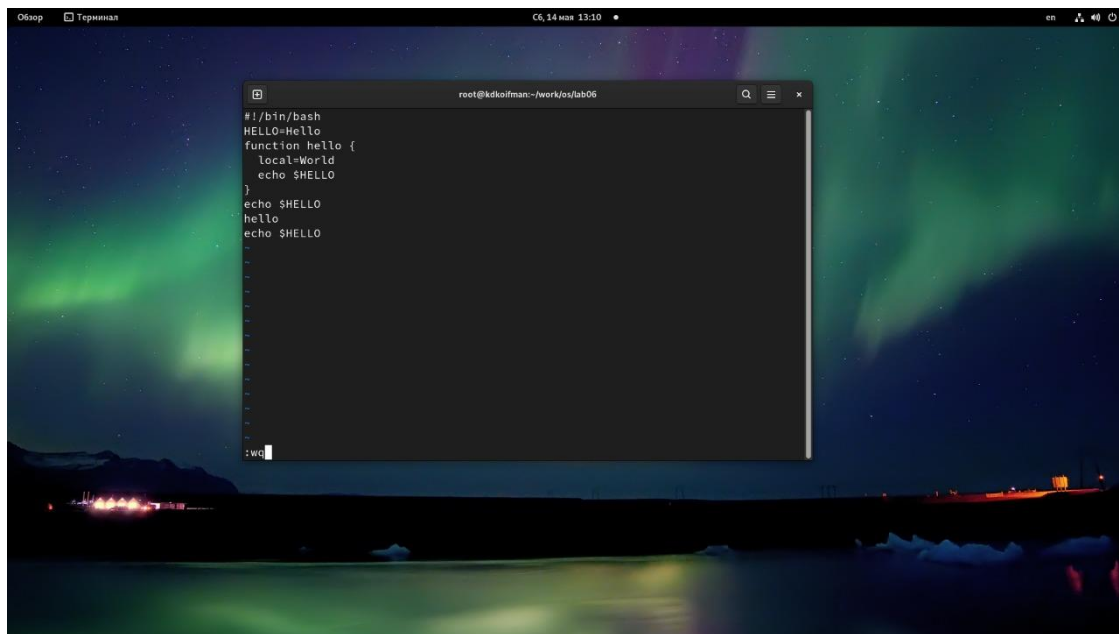 Обзор Терминал Сб, 14 мая 13:10 en
root@kdkoifman:~/work/os/lab06
#!/bin/bash
HELLO=Hello
function hello {
  local=World
  echo $HELLO
}
echo $HELLO
hello
echo $HELLO
~
~
~
~
~
~
~
~
~
~
~
~
~
~
:wq